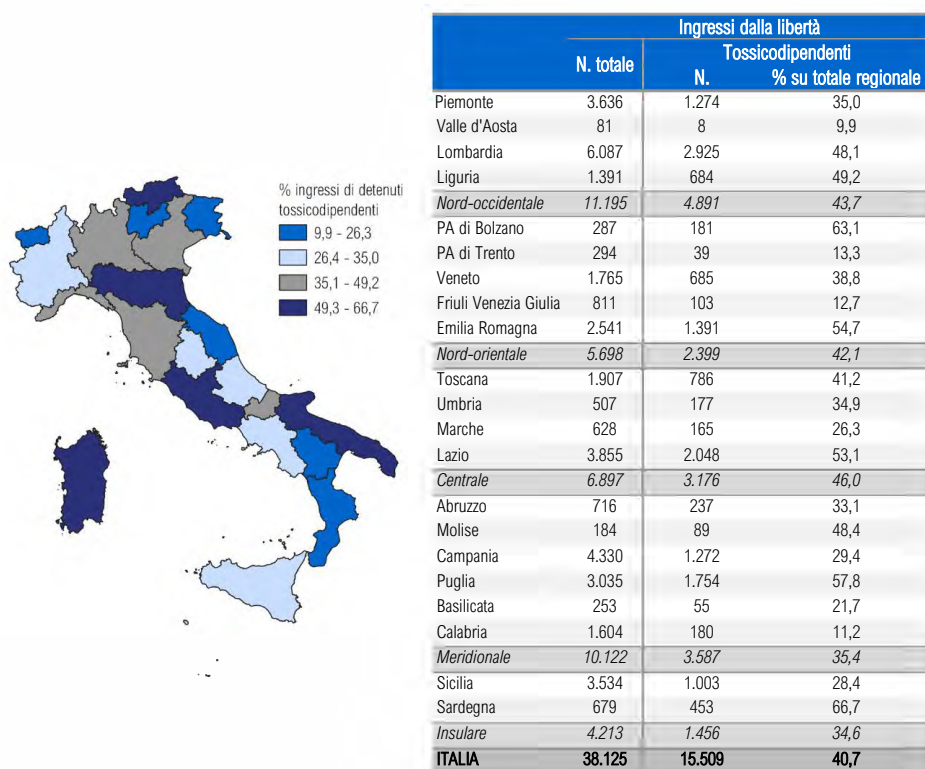 % ingressi di detenuti
tossicodipendenti
9,9 - 26,3
26,4 - 35,0
35,1 - 49,2
49,3 - 66,7
Ingressi dalla libertà
N. totale Tossicodipendenti
N. % su totale regionale
Piemonte 3.636 1.274 35,0
Valle d'Aosta 81 8 9,9
Lombardia 6.087 2.925 48,1
Liguria 1.391 684 49,2
Nord-occidentale 11.195 4.891 43,7
PA di Bolzano 287 181 63,1
PA di Trento 294 39 13,3
Veneto 1.765 685 38,8
Friuli Venezia Giulia 811 103 12,7
Emilia Romagna 2.541 1.391 54,7
Nord-orientale 5.698 2.399 42,1
Toscana 1.907 786 41,2
Umbria 507 177 34,9
Marche 628 165 26,3
Lazio 3.855 2.048 53,1
Centrale 6.897 3.176 46,0
Abruzzo 716 237 33,1
Molise 184 89 48,4
Campania 4.330 1.272 29,4
Puglia 3.035 1.754 57,8
Basilicata 253 55 21,7
Calabria 1.604 180 11,2
Meridionale 10.122 3.587 35,4
Sicilia 3.534 1.003 28,4
Sardegna 679 453 66,7
Insulare 4.213 1.456 34,6
ITALIA 38.125 15.509 40,7